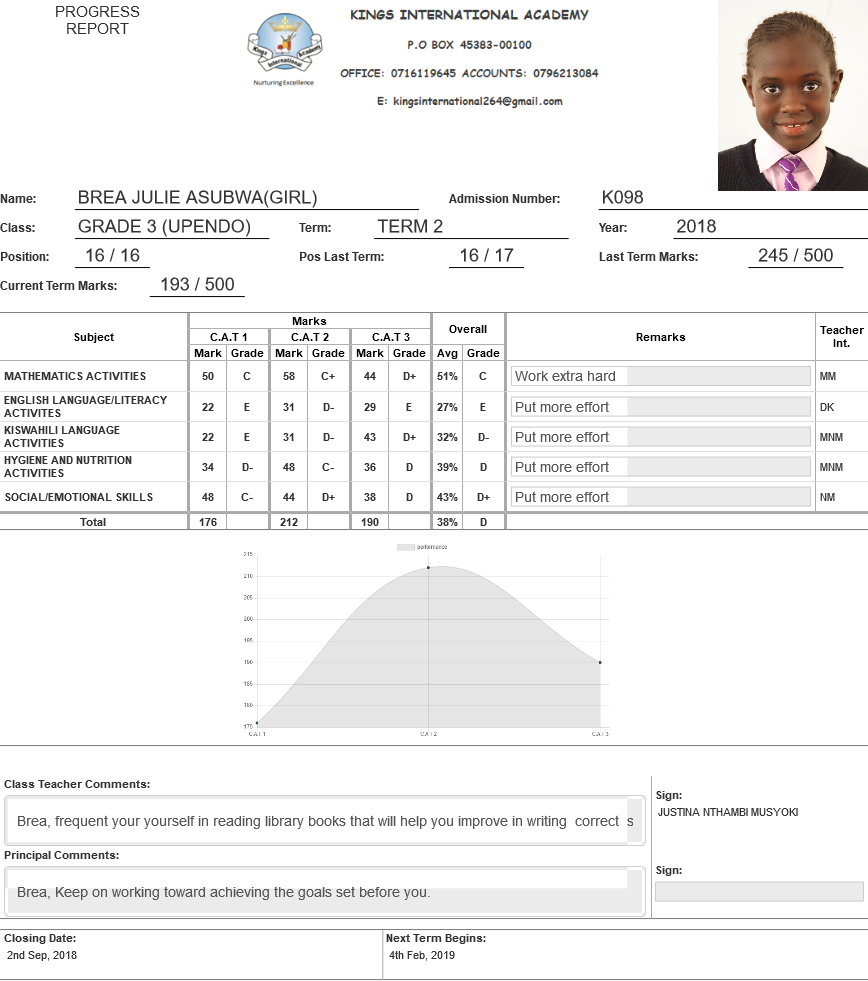 PROGRESS
REPORT
KINGS INTERNATIONAL ACADEMY
P.O BOX 45383-00100
OFFICE: 0716119645 ACCOUNTS: 0796213084
E: kingsinternational264@gmail.com
Kings International Academy
Nurturing Excellence
Name: BREA JULIE ASUBWA(GIRL) Admission Number: K098
Class: GRADE 3 (UPENDO) Term: TERM 2 Year: 2018
Position: 16 / 16 Pos Last Term: 16 / 17 Last Term Marks: 245 / 500
Current Term Marks: 193 / 500
Subject Marks Overall Remarks Teacher Int.
C.A.T 1 C.A.T 2 C.A.T 3
Mark Grade Mark Grade Mark Grade Avg Grade
MATHEMATICS ACTIVITIES 50 C 58 C+ 44 D+ 51% C Work extra hard MM
ENGLISH LANGUAGE/LITERACY
ACTIVITES 22 E 31 D- 29 E 27% E Put more effort DK
KISWAHILI LANGUAGE
ACTIVITIES 22 E 31 D- 43 D+ 32% D- Put more effort MNM
HYGIENE AND NUTRITION
ACTIVITIES 34 D- 48 C- 36 D 39% D Put more effort MNM
SOCIAL/EMOTIONAL SKILLS 48 C- 44 D+ 38 D 43% D+ Put more effort NM
Total 176 212 190 38% D
performance
215
210
205
200
195
190
185
180
175
C.A.T 1 C.A.T 2 C.A.T 3
Class Teacher Comments:
Brea, frequent your yourself in reading library books that will help you improve in writing correct s
Sign:
JUSTINA NTHAMBI MUSYOKI
Principal Comments:
Brea, Keep on working toward achieving the goals set before you.
Sign:
Closing Date: Next Term Begins:
2nd Sep, 2018 4th Feb, 2019